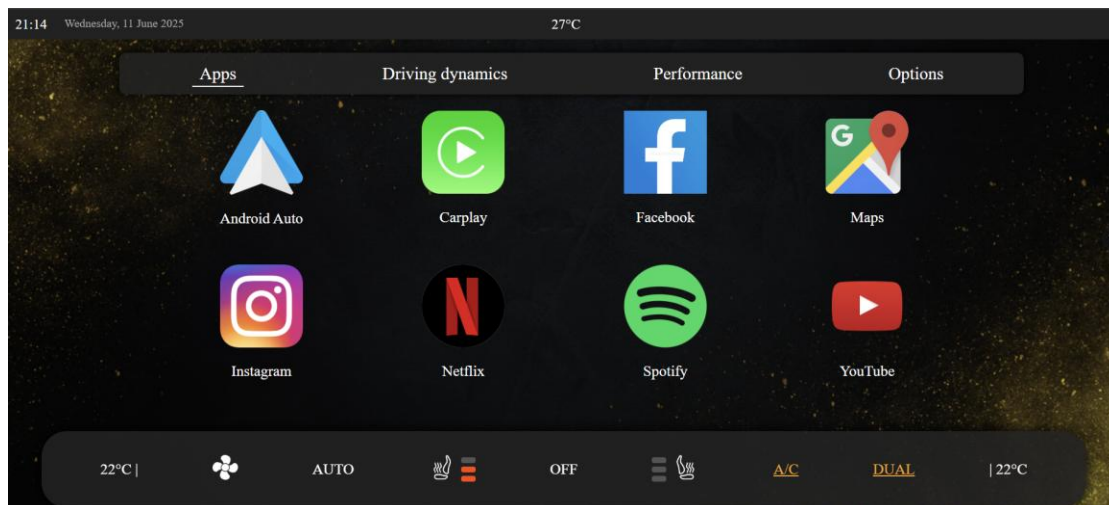 21:14 Wednesday, 11 June 2025 27°C
Apps Driving dynamics Performance Options
G
Android Auto Carplay Facebook Maps
Instagram Netflix Spotify YouTube
22°C | AUTO OFF A/C DUAL | 22°C